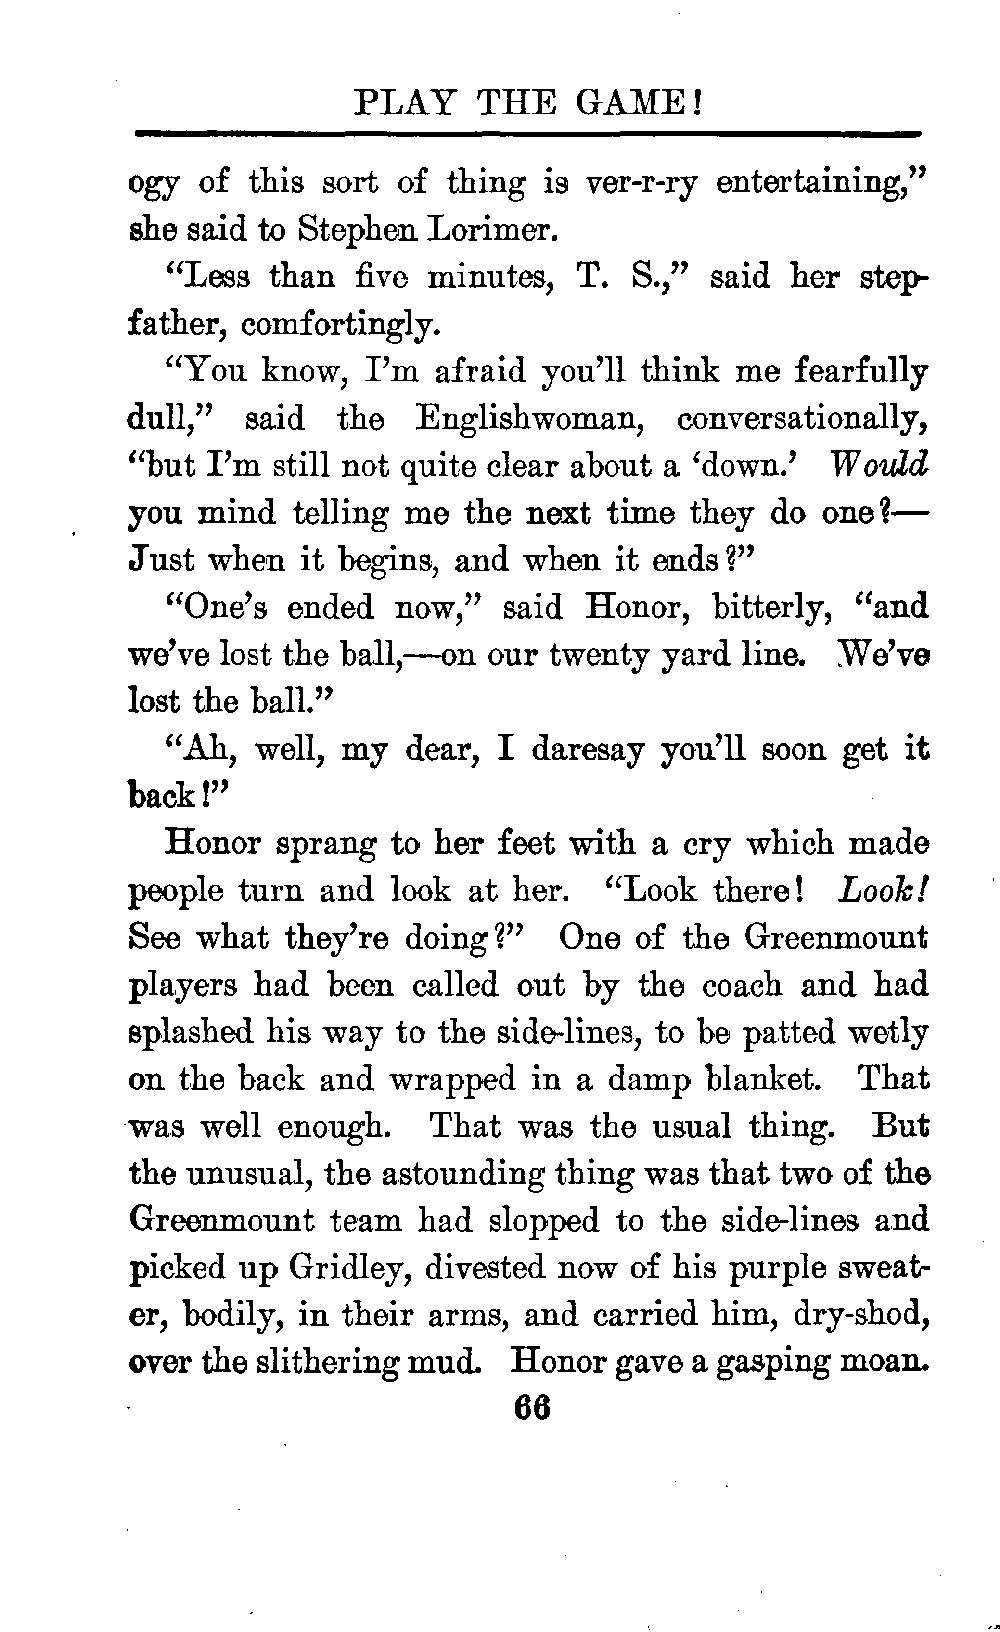 PLAY THE GAME!
ogy of this sort of thing is ver-r-ry entertaining,”
she said to Stephen Lorimer.
“Less than five minutes, T. S.,” said her step-
father, comfortingly.
“You know, I’m afraid you’ll think me fearfully
dull,” said the Englishwoman, conversationally,
“but I’m still not quite clear about a ‘down.’ Would
you mind telling me the next time they do one?—
Just when it begins, and when it ends?”
“One’s ended now,” said Honor, bitterly, “and
we’ve lost the ball,—on our twenty yard line. We’ve
lost the ball.”
“Ah, well, my dear, I daresay you’ll soon get it
back!”
Honor sprang to her feet with a cry which made
people turn and look at her. “Look there! Look!
See what they’re doing?” One of the Greenmount
players had been called out by the coach and had
splashed his way to the side-lines, to be patted wetly
on the back and wrapped in a damp blanket. That
was well enough. That was the usual thing. But
the unusual, the astounding thing was that two of the
Greenmount team had slopped to the side-lines and
picked up Gridley, divested now of his purple sweat-
er, bodily, in their arms, and carried him, dry-shod,
over the slithering mud. Honor gave a gasping moan.
66